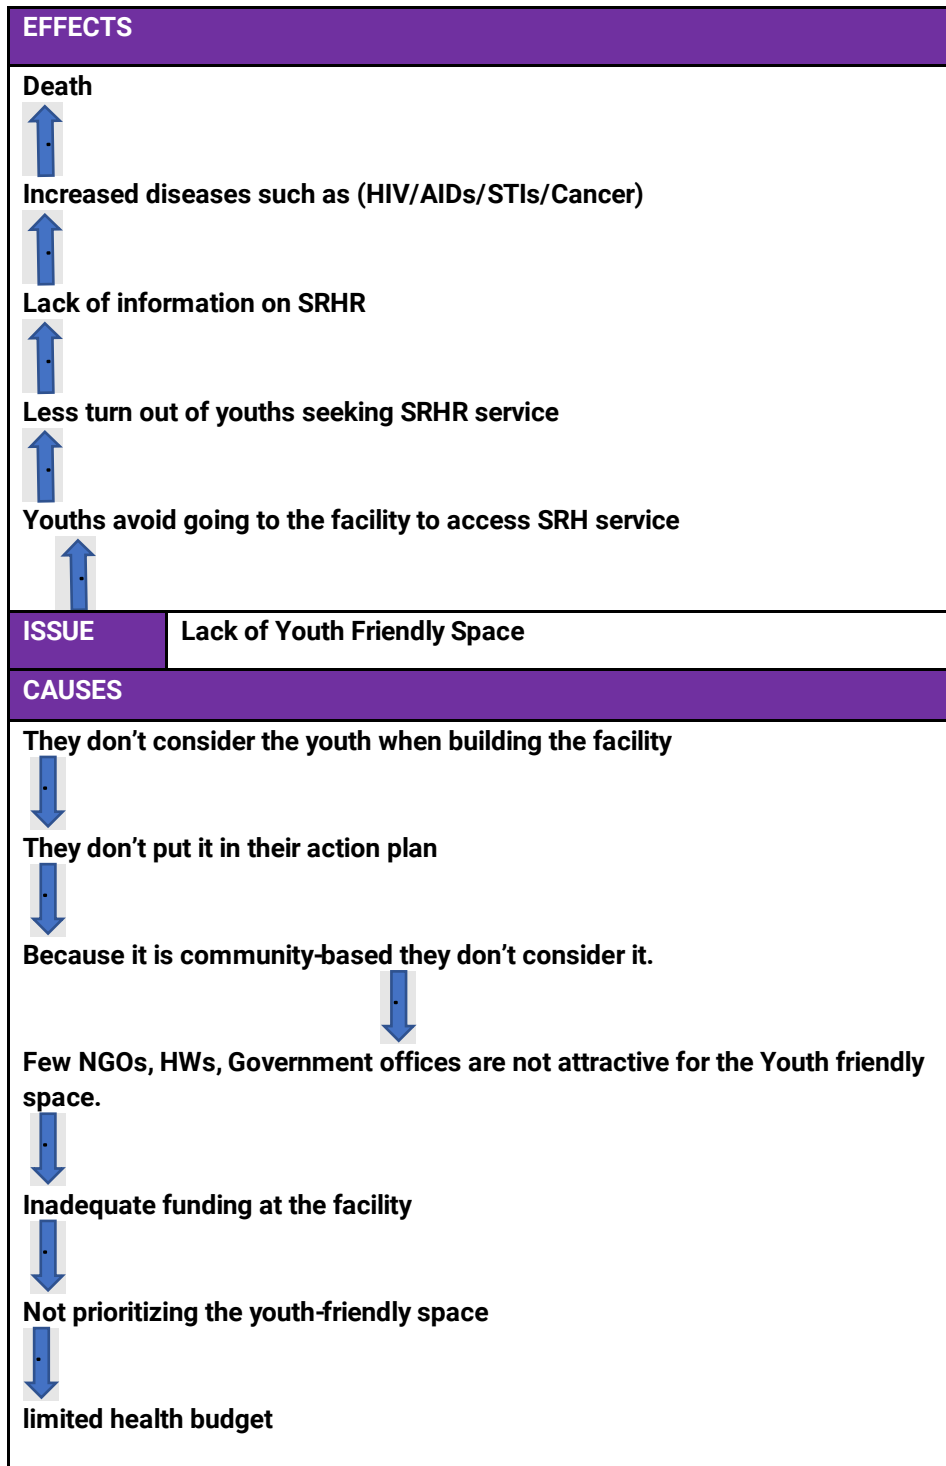 EFFECTS
Death
Increased diseases such as (HIV/AIDs/STIs/Cancer)
Lack of information on SRHR
Less turn out of youths seeking SRHR service
Youths avoid going to the facility to access SRH service
ISSUE Lack of Youth Friendly Space
CAUSES
They don’t consider the youth when building the facility
They don’t put it in their action plan
Because it is community-based they don’t consider it.
Few NGOs, HWs, Government offices are not attractive for the Youth friendly
space.
Inadequate funding at the facility
Not prioritizing the youth-friendly space
limited health budget